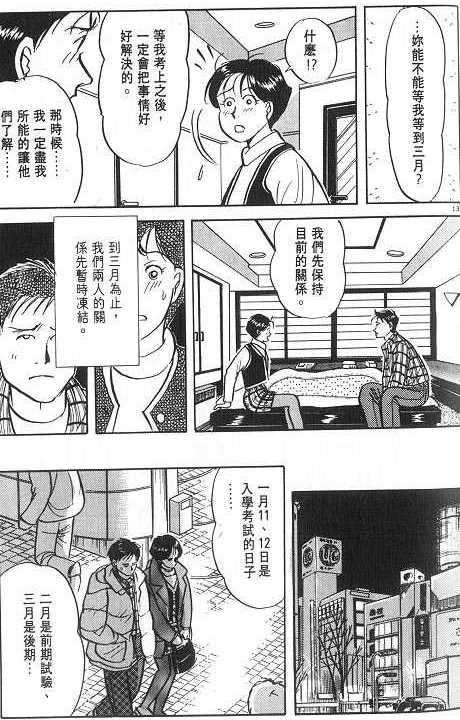 …妳能不能等我等到三月？
什麼!?
等我考上之後，
一定會把事情好
好解決的。
那時候…
我一定盡我
所能的讓他
們了解……
13
我們先保持
目前的關係。
到三月為止，
我們兩人的關
係先暫時凍結。
一月11、12日是
入學考試的日子
二月是前期試驗、
三月是後期…